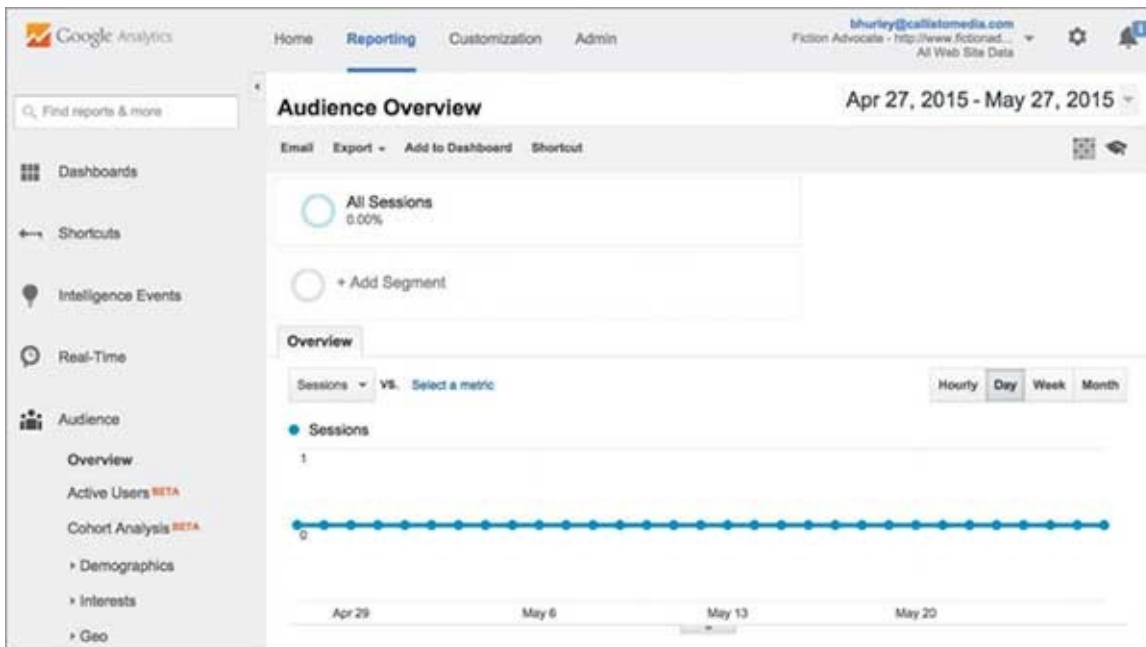 Google Analytics
Home Reporting Customization Admin
bhurley@callistomedia.com
Fiction Advocate - http://www.fictionad...
All Web Site Data
Find reports & more
Dashboards
Shortcuts
Intelligence Events
Real-Time
Audience
Overview
Active Users BETA
Cohort Analysis BETA
Demographics
Interests
Geo
Audience Overview
Apr 27, 2015 - May 27, 2015
Email Export Add to Dashboard Shortcut
All Sessions
0.00%
+ Add Segment
Overview
Sessions VS. Select a metric
Hourly Day Week Month
Sessions
1
0
Apr 29 May 6 May 13 May 20